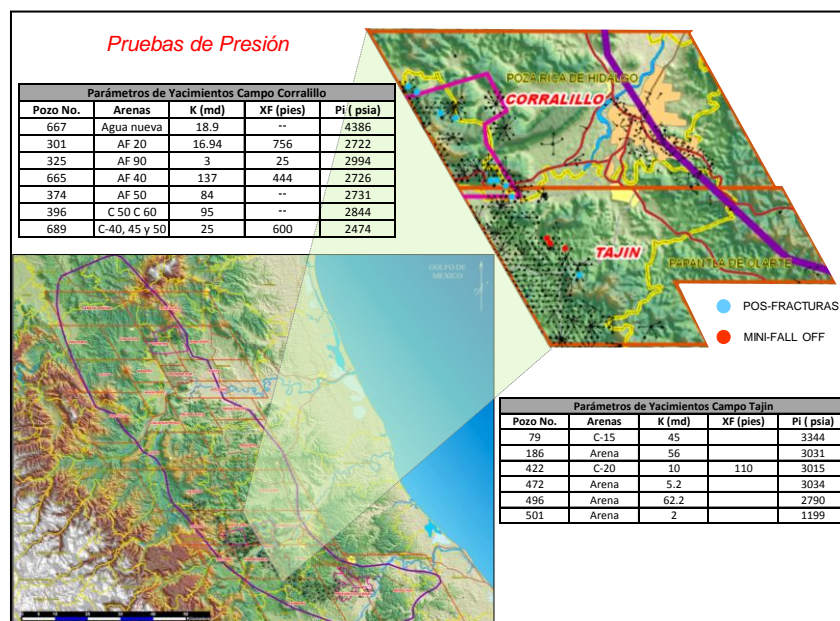 Pruebas de Presión
Parámetros de Yacimientos Campo Corralillo
Pozo No. Arenas K (md) XF (pies) Pi ( psia)
667 Agua nueva 18.9 -- 4386
301 AF 20 16.94 756 2722
325 AF 90 3 25 2994
665 AF 40 137 444 2726
374 AF 50 84 -- 2731
396 C 50 C 60 95 -- 2844
689 C-40, 45 y 50 25 600 2474
POZA RICA DE HIDALGO
CORRALILLO
TAJIN
PAPANTLA DE OLARTE
POS-FRACTURAS
MINI-FALL OFF
GOLFO DE
MEXICO
Parámetros de Yacimientos Campo Tajin
Pozo No. Arenas K (md) XF (pies) Pi ( psia)
79 C-15 45 3344
186 Arena 56 3031
422 C-20 10 110 3015
472 Arena 5.2 3034
496 Arena 62.2 2790
501 Arena 2 1199